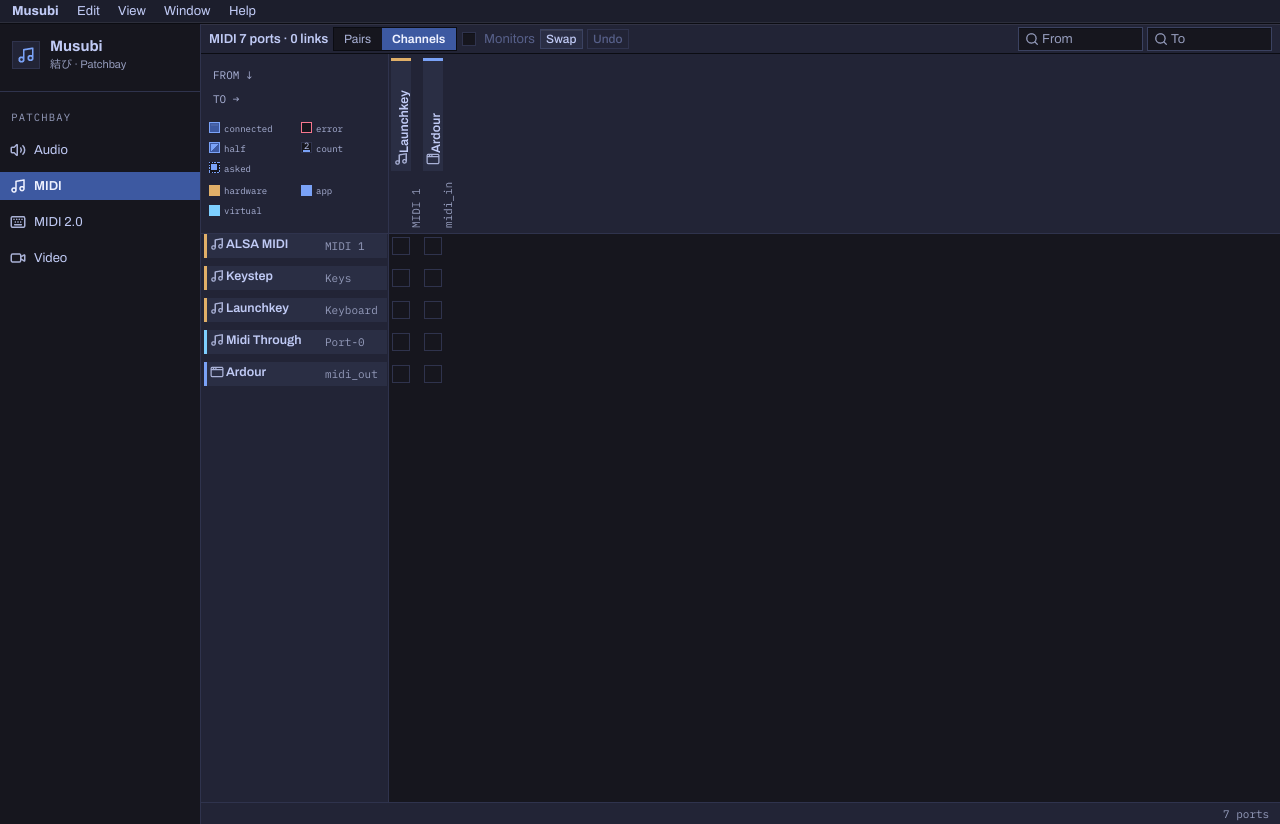 Musubi Edit View Window Help
Musubi
結び · Patchbay
PATCHBAY
Audio
MIDI
MIDI 2.0
Video
MIDI 7 ports · 0 links Pairs Channels Monitors Swap Undo From To
FROM ↓
TO →
connected error
half 2 count
asked
hardware app
virtual
Launchkey
MIDI 1
Ardour
midi_in
ALSA MIDI MIDI 1
Keystep Keys
Launchkey Keyboard
Midi Through Port-0
Ardour midi_out
7 ports